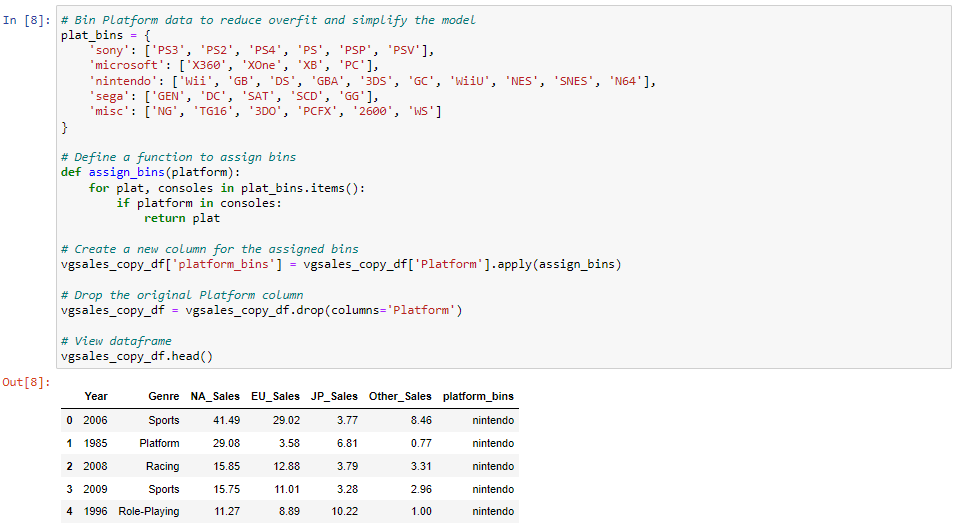 In [8]: # Bin Platform data to reduce overfit and simplify the model
plat_bins = {
    'sony': ['PS3', 'PS2', 'PS4', 'PS', 'PSP', 'PSV'],
    'microsoft': ['X360', 'XOne', 'XB', 'PC'],
    'nintendo': ['Wii', 'GB', 'DS', 'GBA', '3DS', 'GC', 'WiiU', 'NES', 'SNES', 'N64'],
    'sega': ['GEN', 'DC', 'SAT', 'SCD', 'GG'],
    'misc': ['NG', 'TG16', '3DO', 'PCFX', '2600', 'WS']
}
# Define a function to assign bins
def assign_bins(platform):
    for plat, consoles in plat_bins.items():
        if platform in consoles:
            return plat
# Create a new column for the assigned bins
vgsales_copy_df['platform_bins'] = vgsales_copy_df['Platform'].apply(assign_bins)
# Drop the original Platform column
vgsales_copy_df = vgsales_copy_df.drop(columns='Platform')
# View dataframe
vgsales_copy_df.head()
Out[8]:
Year Genre NA_Sales EU_Sales JP_Sales Other_Sales platform_bins
0 2006 Sports 41.49 29.02 3.77 8.46 nintendo
1 1985 Platform 29.08 3.58 6.81 0.77 nintendo
2 2008 Racing 15.85 12.88 3.79 3.31 nintendo
3 2009 Sports 15.75 11.01 3.28 2.96 nintendo
4 1996 Role-Playing 11.27 8.89 10.22 1.00 nintendo